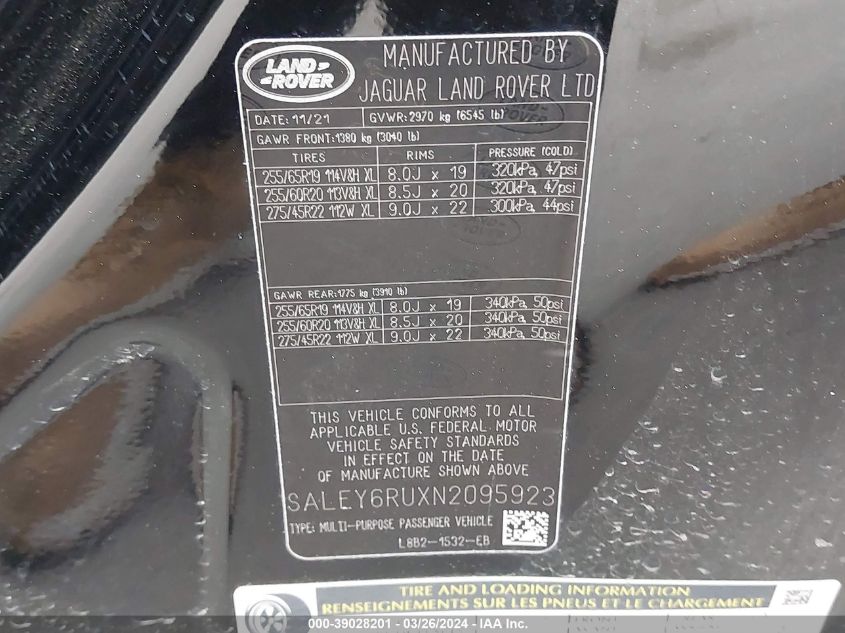 LAND ROVER
MANUFACTURED BY
JAGUAR LAND ROVER LTD
DATE: 11/21 GVWR: 2970 kg (6545 lb)
GAWR FRONT: 1380 kg (3040 lb)
TIRES RIMS PRESSURE (COLD)
255/65R19 114V&H XL 8.0J x 19 320kPa, 47psi
255/60R20 113V&H XL 8.5J x 20 320kPa, 47psi
275/45R22 112W XL 9.0J x 22 300kPa, 44psi
GAWR REAR: 1775 kg (3910 lb)
255/65R19 114V&H XL 8.0J x 19 340kPa, 50psi
255/60R20 113V&H XL 8.5J x 20 340kPa, 50psi
275/45R22 112W XL 9.0J x 22 340kPa, 50psi
THIS VEHICLE CONFORMS TO ALL
APPLICABLE U.S. FEDERAL MOTOR
VEHICLE SAFETY STANDARDS
IN EFFECT ON THE DATE
OF MANUFACTURE SHOWN ABOVE
SALEY6RUXN2095923
TYPE: MULTI-PURPOSE PASSENGER VEHICLE
L8B2-1532-EB
TIRE AND LOADING INFORMATION
RENSEIGNEMENTS SUR LES PNEUS ET LE CHARGEMENT
000-39028201 - 03/26/2024 - IAA Inc.